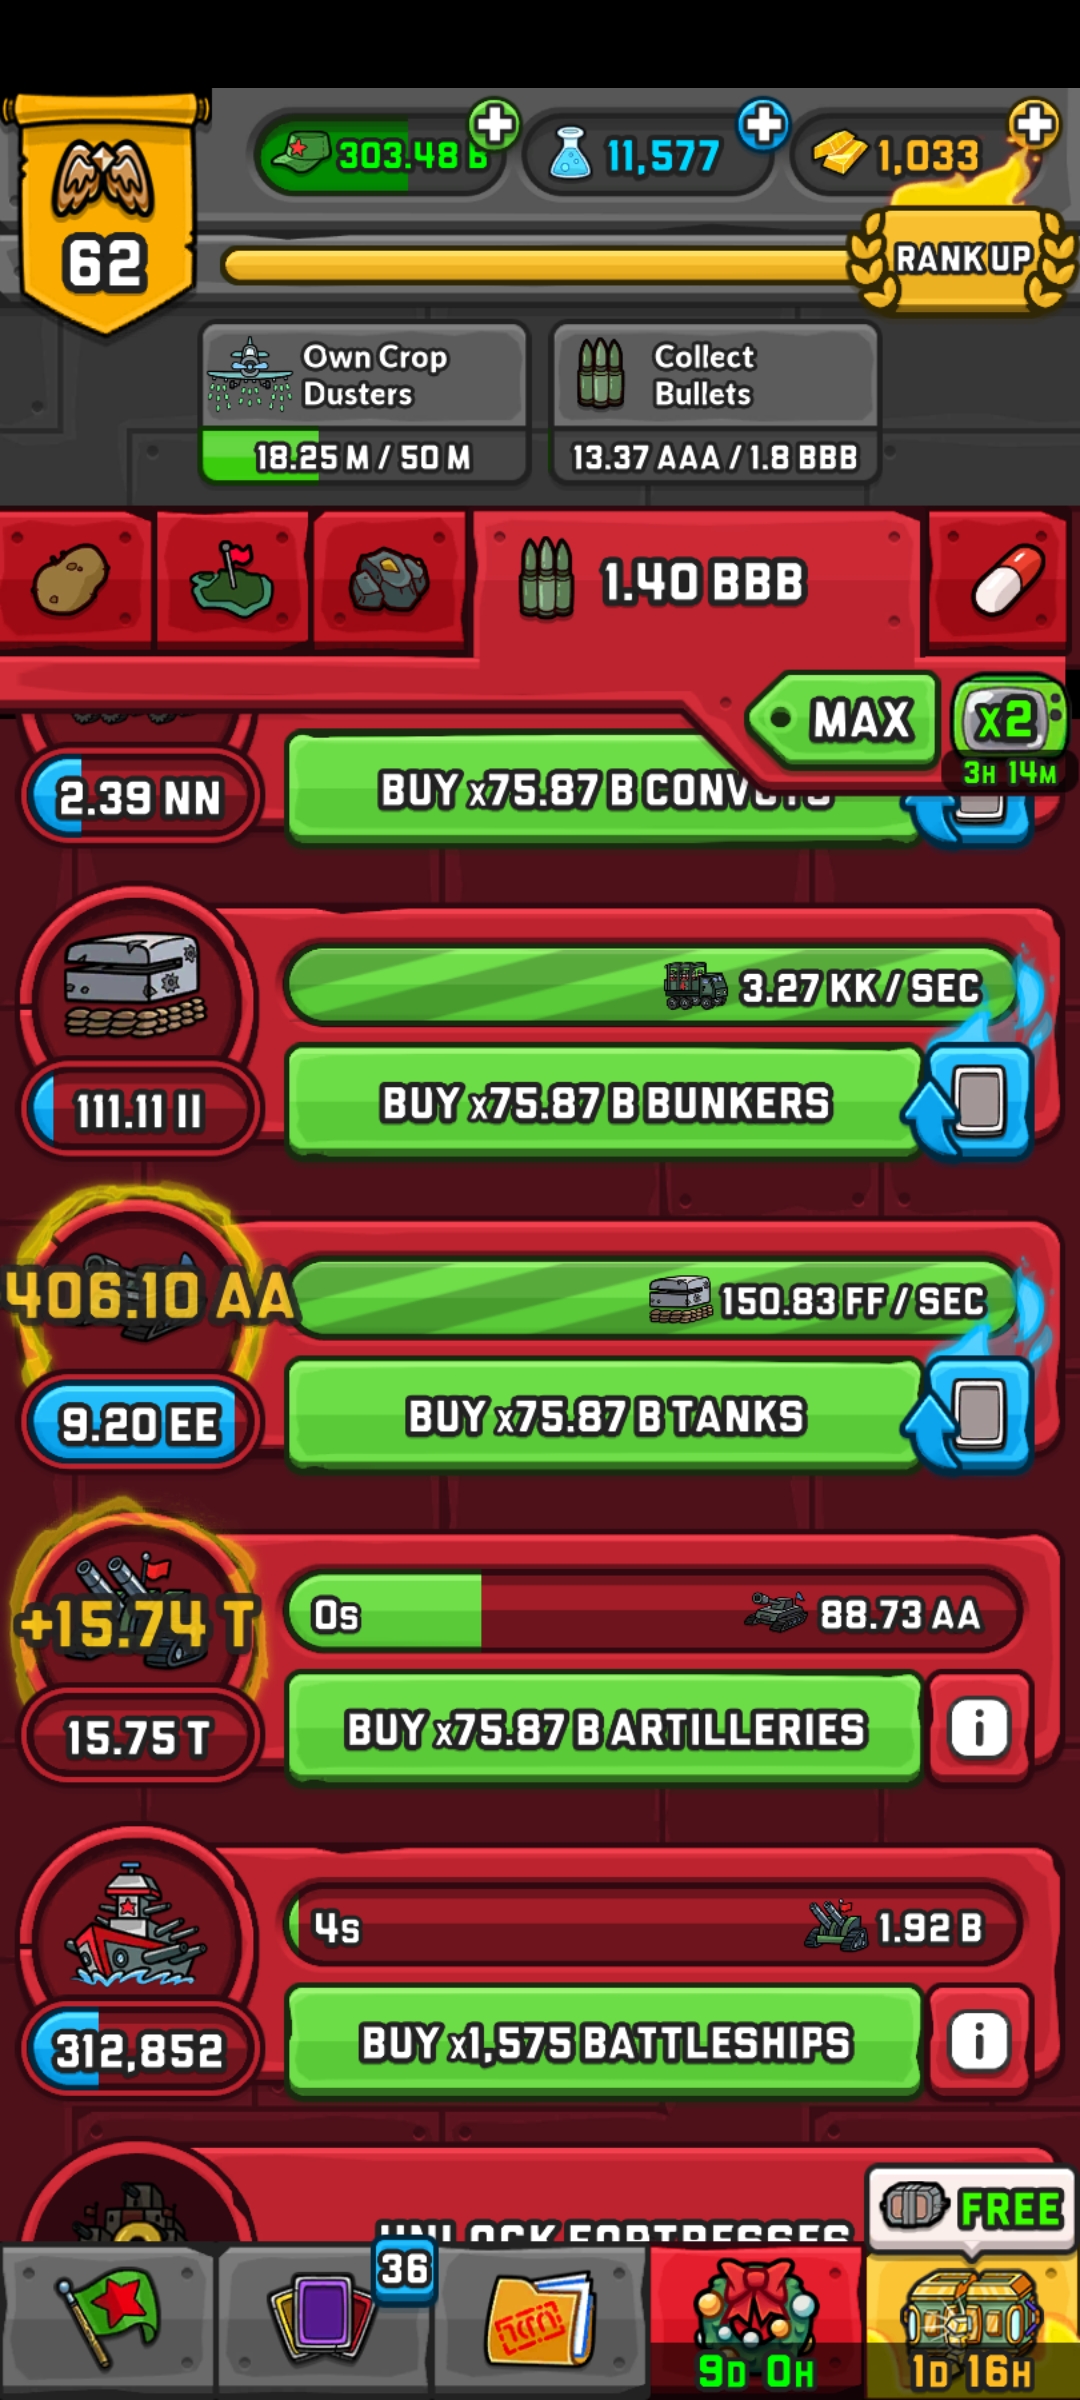 62
303.48 B
11,577
1,033
RANK UP
Own Crop
Dusters
18.25 M / 50 M
Collect
Bullets
13.37 AAA / 1.8 BBB
1.40 BBB
MAX
x2
3H 14M
2.39 NN
BUY x75.87 B CONVOYS
3.27 KK / SEC
111.11 II
BUY x75.87 B BUNKERS
406.10 AA
150.83 FF / SEC
9.20 EE
BUY x75.87 B TANKS
+15.74 T
0s
88.73 AA
15.75 T
BUY x75.87 B ARTILLERIES
i
4s
1.92 B
312,852
BUY x1,575 BATTLESHIPS
i
UNLOCK FORTRESSES
FREE
36
9D 0H
1D 16H